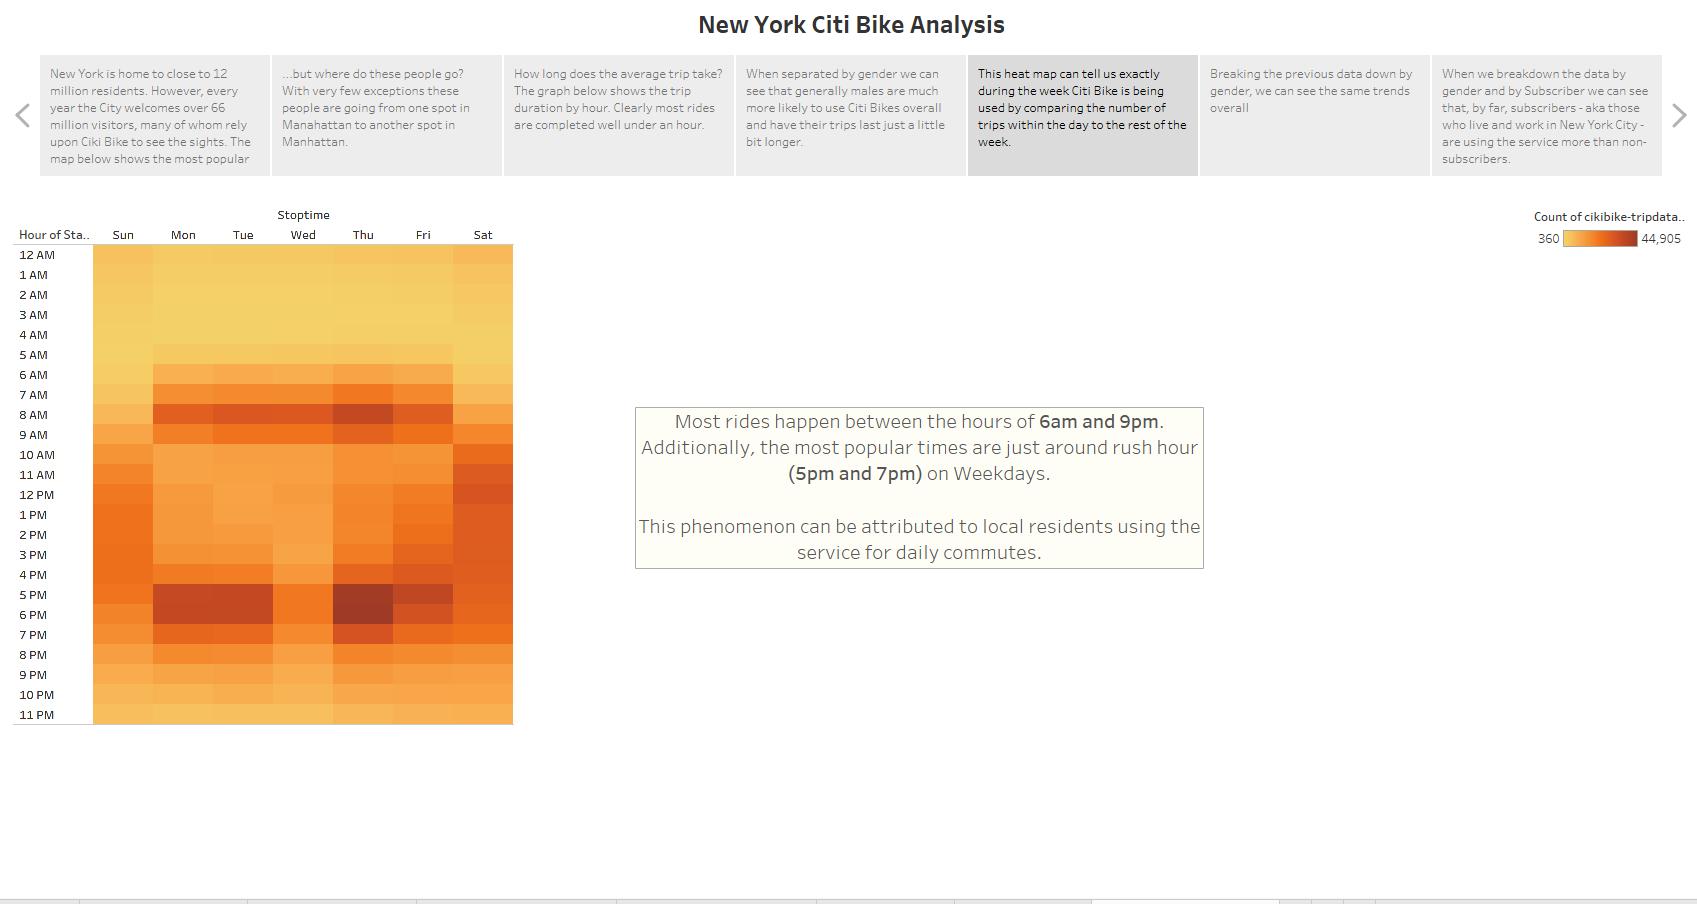 New York Citi Bike Analysis
New York is home to close to 12
million residents. However, every
year the City welcomes over 66
million visitors, many of whom rely
upon Ciki Bike to see the sights. The
map below shows the most popular
...but where do these people go?
With very few exceptions these
people are going from one spot in
Manahattan to another spot in
Manhattan.
How long does the average trip take?
The graph below shows the trip
duration by hour. Clearly most rides
are completed well under an hour.
When separated by gender we can
see that generally males are much
more likely to use Citi Bikes overall
and have their trips last just a little
bit longer.
This heat map can tell us exactly
during the week Citi Bike is being
used by comparing the number of
trips within the day to the rest of the
week.
Breaking the previous data down by
gender, we can see the same trends
overall
When we breakdown the data by
gender and by Subscriber we can see
that, by far, subscribers - aka those
who live and work in New York City -
are using the service more than non-
subscribers.
Stoptime
Hour of Sta.. Sun Mon Tue Wed Thu Fri Sat
12 AM
1 AM
2 AM
3 AM
4 AM
5 AM
6 AM
7 AM
8 AM
9 AM
10 AM
11 AM
12 PM
1 PM
2 PM
3 PM
4 PM
5 PM
6 PM
7 PM
8 PM
9 PM
10 PM
11 PM
Most rides happen between the hours of 6am and 9pm.
Additionally, the most popular times are just around rush hour
(5pm and 7pm) on Weekdays.
This phenomenon can be attributed to local residents using the
service for daily commutes.
Count of cikibike-tripdata..
360 44,905